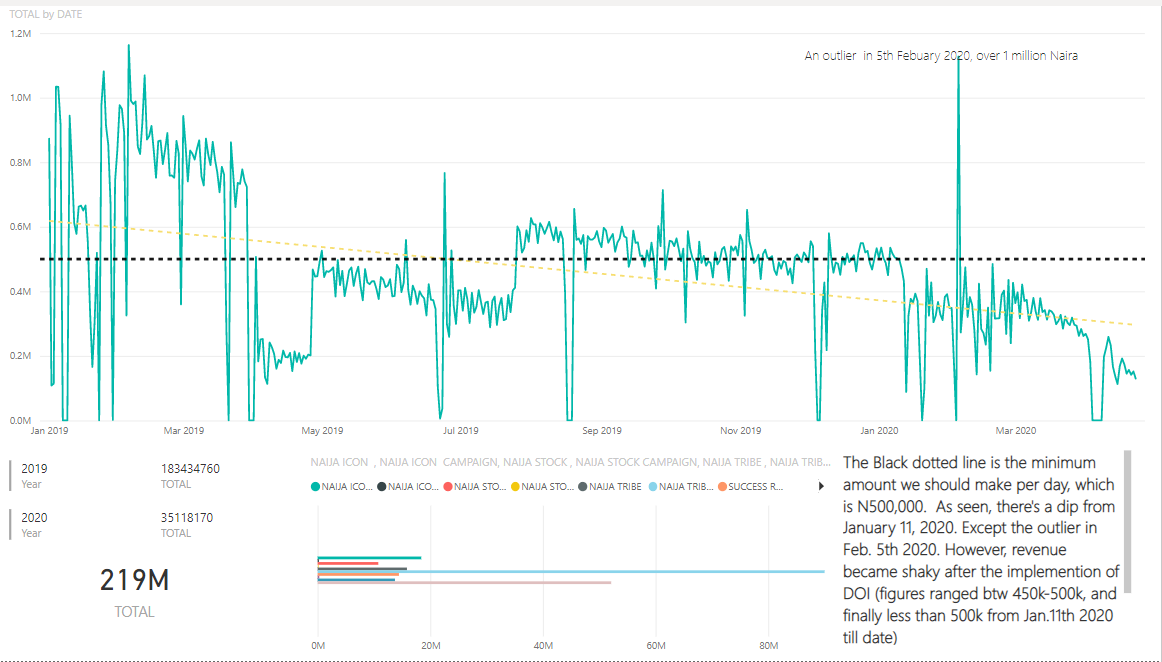 TOTAL by DATE
1.2M
An outlier in 5th Febuary 2020, over 1 million Naira
1.0M
0.8M
0.6M
0.4M
0.2M
0.0M
Jan 2019 Mar 2019 May 2019 Jul 2019 Sep 2019 Nov 2019 Jan 2020 Mar 2020
2019 183434760
Year TOTAL
2020 35118170
Year TOTAL
219M
TOTAL
NAIJA ICON , NAIJA ICON CAMPAIGN, NAIJA STOCK , NAIJA STOCK CAMPAIGN, NAIJA TRIBE , NAIJA TRIB...
NAIJA ICO... NAIJA ICO... NAIJA STO... NAIJA STO... NAIJA TRIBE NAIJA TRIB... SUCCESS R...
0M 20M 40M 60M 80M
The Black dotted line is the minimum
amount we should make per day, which
is N500,000. As seen, there's a dip from
January 11, 2020. Except the outlier in
Feb. 5th 2020. However, revenue
became shaky after the implemention of
DOI (figures ranged btw 450k-500k, and
finally less than 500k from Jan.11th 2020
till date)